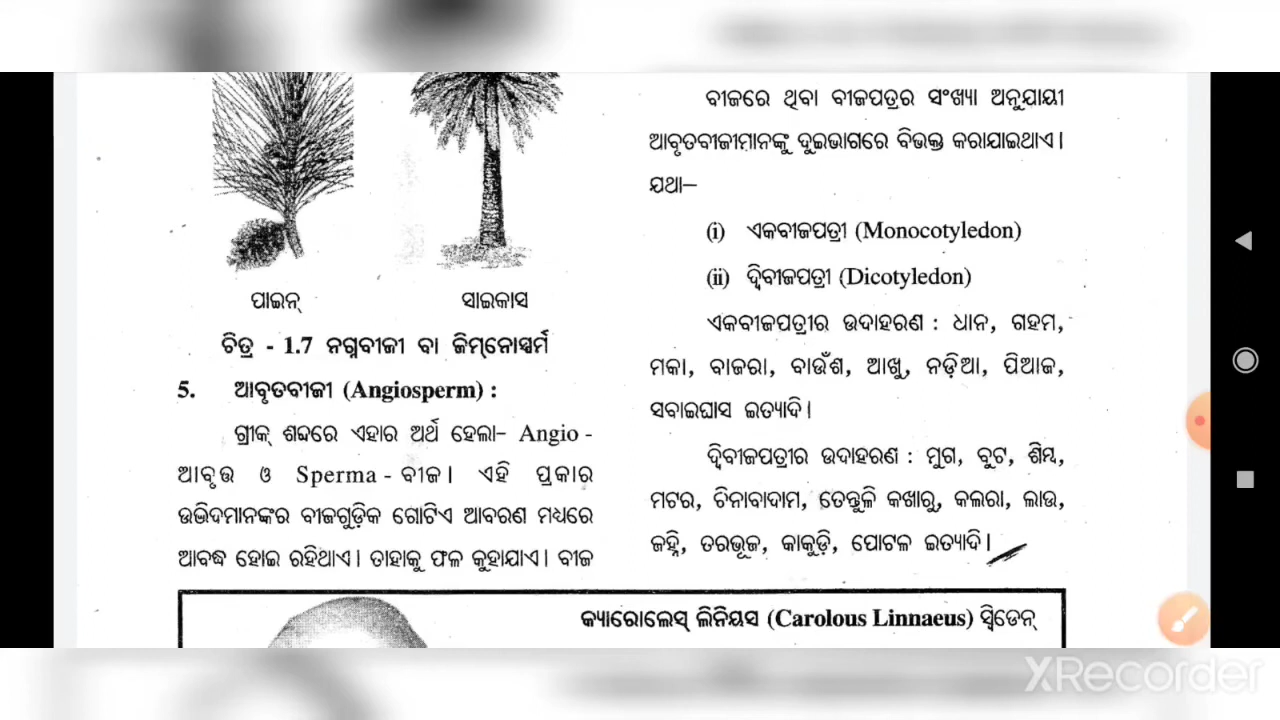 ପାଇନ୍ ସାଇକାସ
ଚିତ୍ର - 1.7 ନଗ୍ନବୀଜୀ ବା ଜିମ୍‌ନୋସ୍ପର୍ମ
5. ଆବୃତବୀଜୀ (Angiosperm) :
ଗ୍ରୀକ୍ ଶବ୍ଦରେ ଏହାର ଅର୍ଥ ହେଲା– Angio -
ଆବୃତ୍ତ ଓ Sperma - ବୀଜ। ଏହି ପ୍ରକାର
ଉଦ୍ଭିଦମାନଙ୍କର ବୀଜଗୁଡ଼ିକ ଗୋଟିଏ ଆବରଣ ମଧ୍ୟରେ
ଆବଦ୍ଧ ହୋଇ ରହିଥାଏ। ତାହାକୁ ଫଳ କୁହାଯାଏ। ବୀଜ
ବୀଜରେ ଥିବା ବୀଜପତ୍ରର ସଂଖ୍ୟା ଅନୁଯାୟୀ
ଆବୃତବୀଜୀମାନଙ୍କୁ ଦୁଇଭାଗରେ ବିଭକ୍ତ କରାଯାଇଥାଏ।
ଯଥା–
(i) ଏକବୀଜପତ୍ରୀ (Monocotyledon)
(ii) ଦ୍ୱିବୀଜପତ୍ରୀ (Dicotyledon)
ଏକବୀଜପତ୍ରୀର ଉଦାହରଣ : ଧାନ, ଗହମ,
ମକା, ବାଜରା, ବାଉଁଶ, ଆଖୁ, ନଡ଼ିଆ, ପିଆଜ,
ସବାଇଘାସ ଇତ୍ୟାଦି।
ଦ୍ୱିବୀଜପତ୍ରୀର ଉଦାହରଣ : ମୁଗ, ବୁଟ, ଶିମ୍ବ,
ମଟର, ଚିନାବାଦାମ, ତେନ୍ତୁଳି କଖାରୁ, କଲରା, ଲାଉ,
ଜହ୍ନି, ତରଭୂଜ, କାକୁଡ଼ି, ପୋଟଳ ଇତ୍ୟାଦି।
କ୍ୟାରୋଲେସ୍ ଲିନିୟସ (Carolous Linnaeus) ସ୍ୱିଡେନ୍
XRecorder